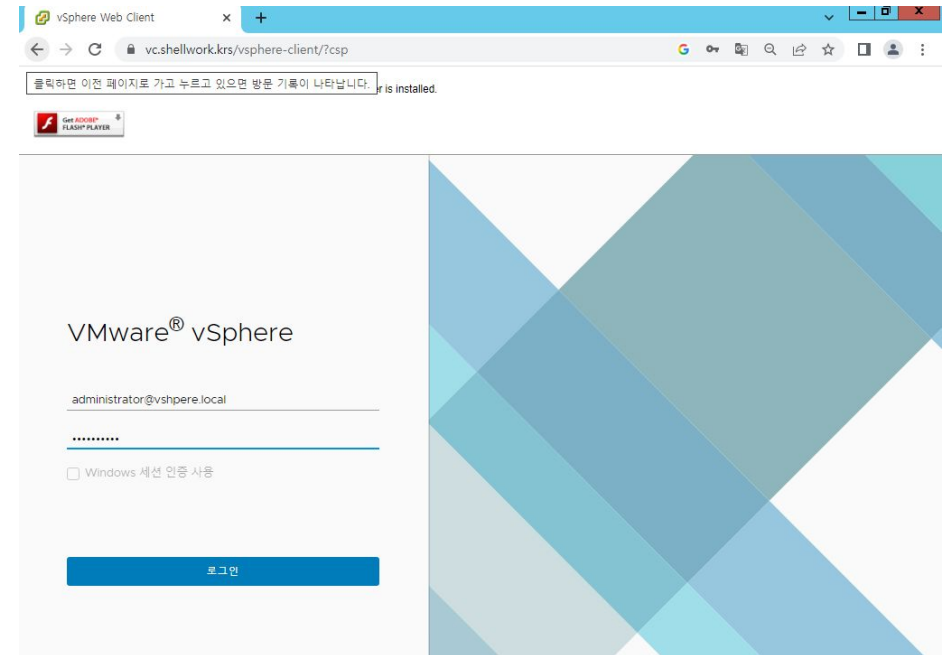 vSphere Web Client
vc.shellwork.krs/vsphere-client/?csp
클릭하면 이전 페이지로 가고 누르고 있으면 방문 기록이 나타납니다.
r is installed.
Get ADOBE®
FLASH® PLAYER
VMware® vSphere
administrator@vshpere.local
Windows 세션 인증 사용
로그인